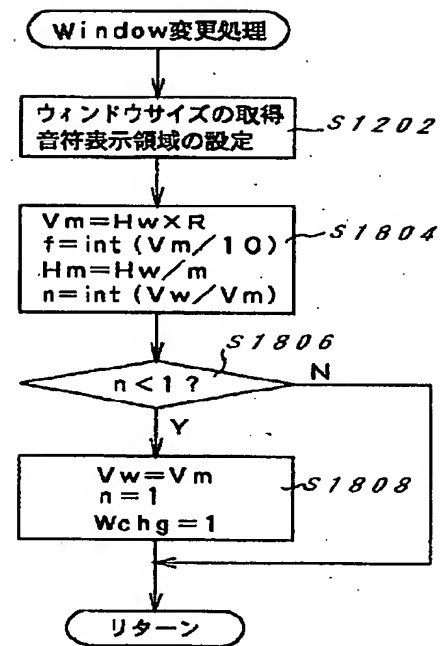 Window変更処理
ウィンドウサイズの取得
音符表示領域の設定
S1202
Vm=Hw×R
f=int(Vm/10)
Hm=Hw/m
n=int(Vw/Vm)
S1804
S1806
n<1?
N
Y
Vw=Vm
n=1
Wchg=1
S1808
リターン